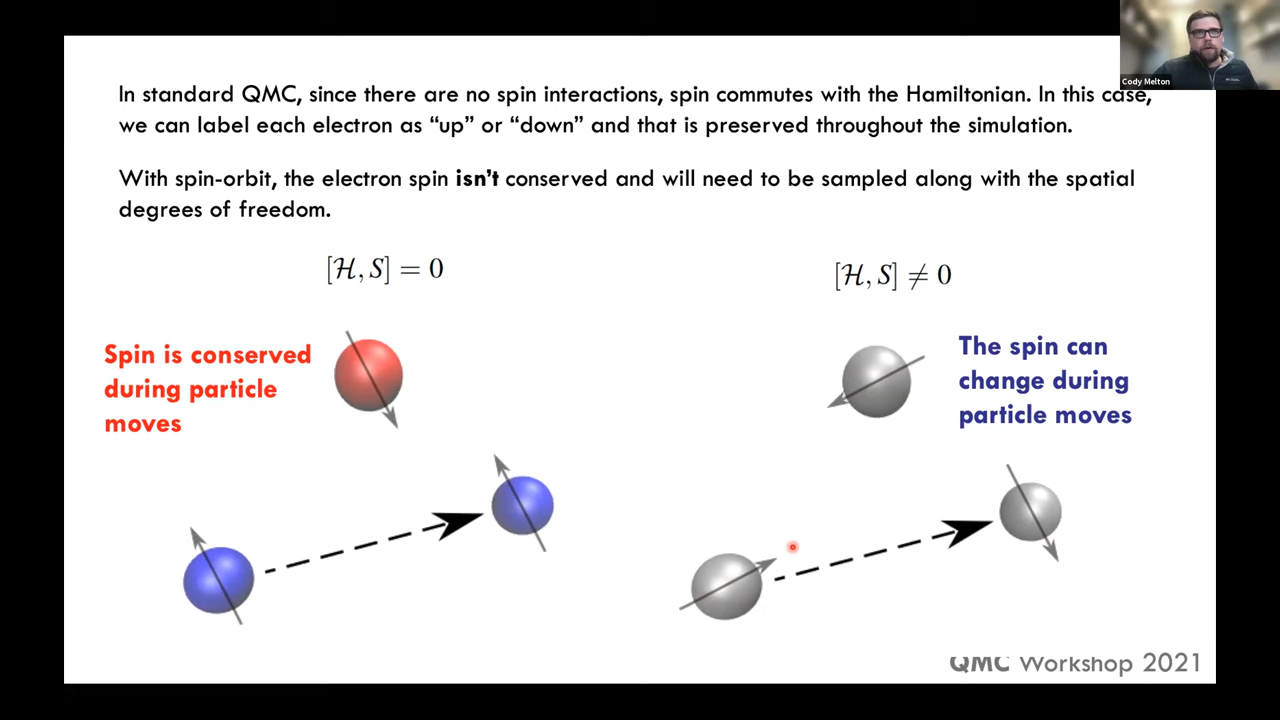 Cody Melton
In standard QMC, since there are no spin interactions, spin commutes with the Hamiltonian. In this case,
we can label each electron as “up” or “down” and that is preserved throughout the simulation.
With spin-orbit, the electron spin isn’t conserved and will need to be sampled along with the spatial
degrees of freedom.
[ℋ, S] = 0
[ℋ, S] ≠ 0
Spin is conserved
during particle
moves
The spin can
change during
particle moves
QMC Workshop 2021